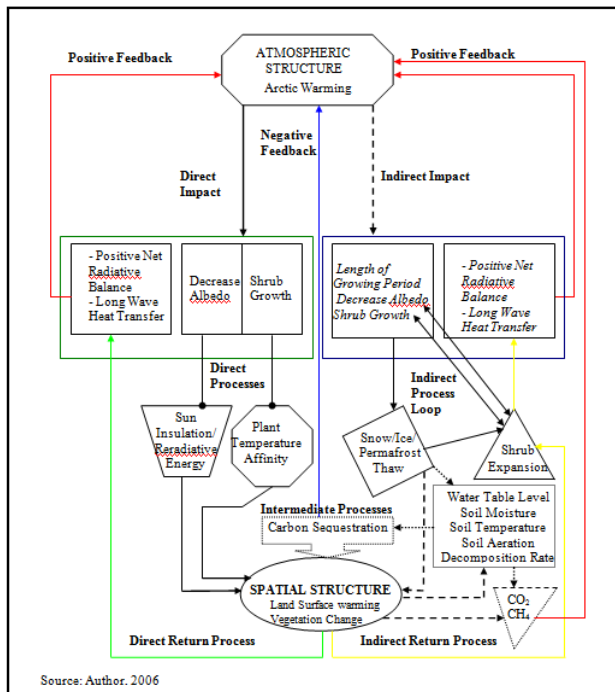 Positive Feedback
ATMOSPHERIC
STRUCTURE
Arctic Warming
Positive Feedback
Negative
Feedback
Direct
Impact
Indirect Impact
- Positive Net
Radiative
Balance
- Long Wave
Heat Transfer
Decrease
Albedo
Shrub
Growth
Length of
Growing Period
Decrease Albedo
Shrub Growth
- Positive Net
Radiative
Balance
- Long Wave
Heat Transfer
Direct
Processes
Indirect
Process
Loop
Sun
Insulation/
Reradiative
Energy
Plant
Temperature
Affinity
Snow/Ice/
Permafrost
Thaw
Shrub
Expansion
Intermediate Processes
Carbon Sequestration
Water Table Level
Soil Moisture
Soil Temperature
Soil Aeration
Decomposition Rate
SPATIAL STRUCTURE
Land Surface warming
Vegetation Change
CO2
CH4
Direct Return Process
Indirect Return Process
Source: Author. 2006